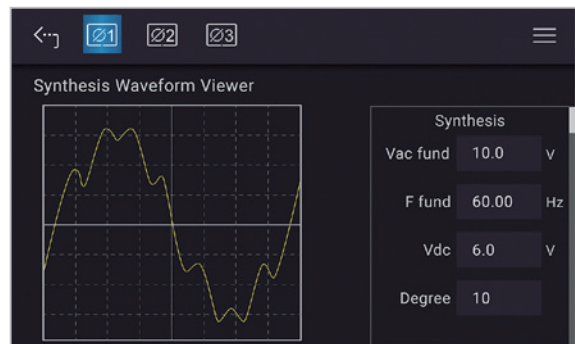 Ø1 Ø2 Ø3
Synthesis Waveform Viewer
Synthesis
Vac fund 10.0 V
F fund 60.00 Hz
Vdc 6.0 V
Degree 10